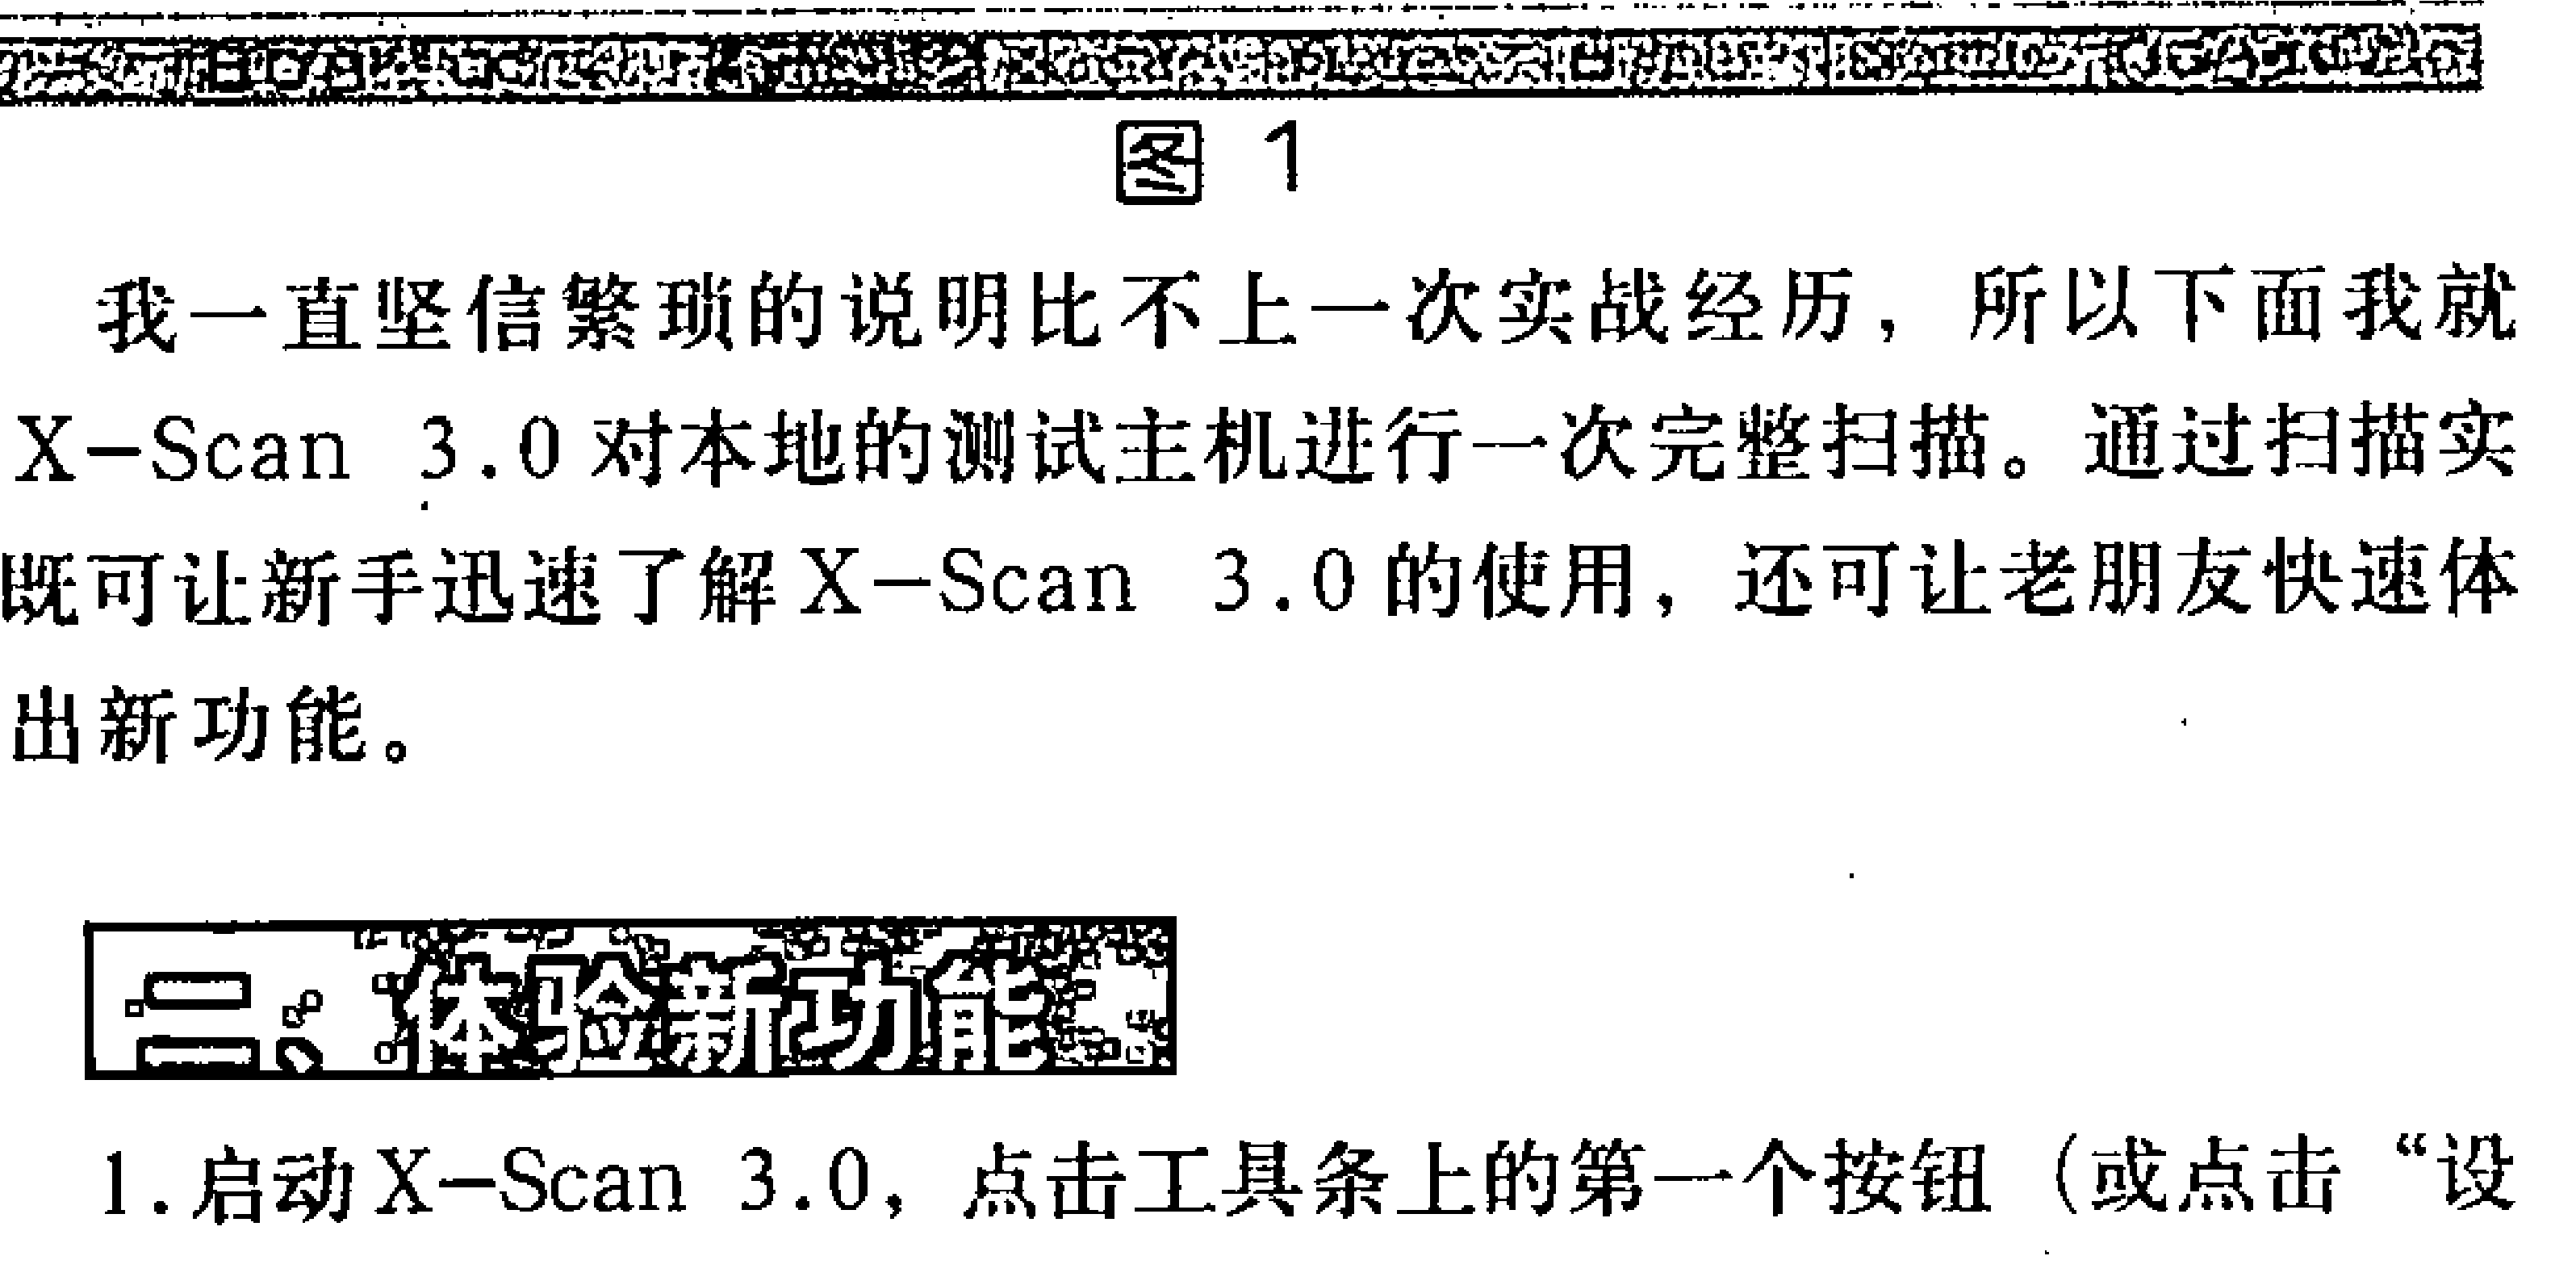 图 1
我一直坚信繁琐的说明比不上一次实战经历，所以下面我就
X-Scan 3.0对本地的测试主机进行一次完整扫描。通过扫描实
既可让新手迅速了解X-Scan 3.0的使用，还可让老朋友快速体
出新功能。
二、体验新功能
1.启动X-Scan 3.0，点击工具条上的第一个按钮（或点击“设